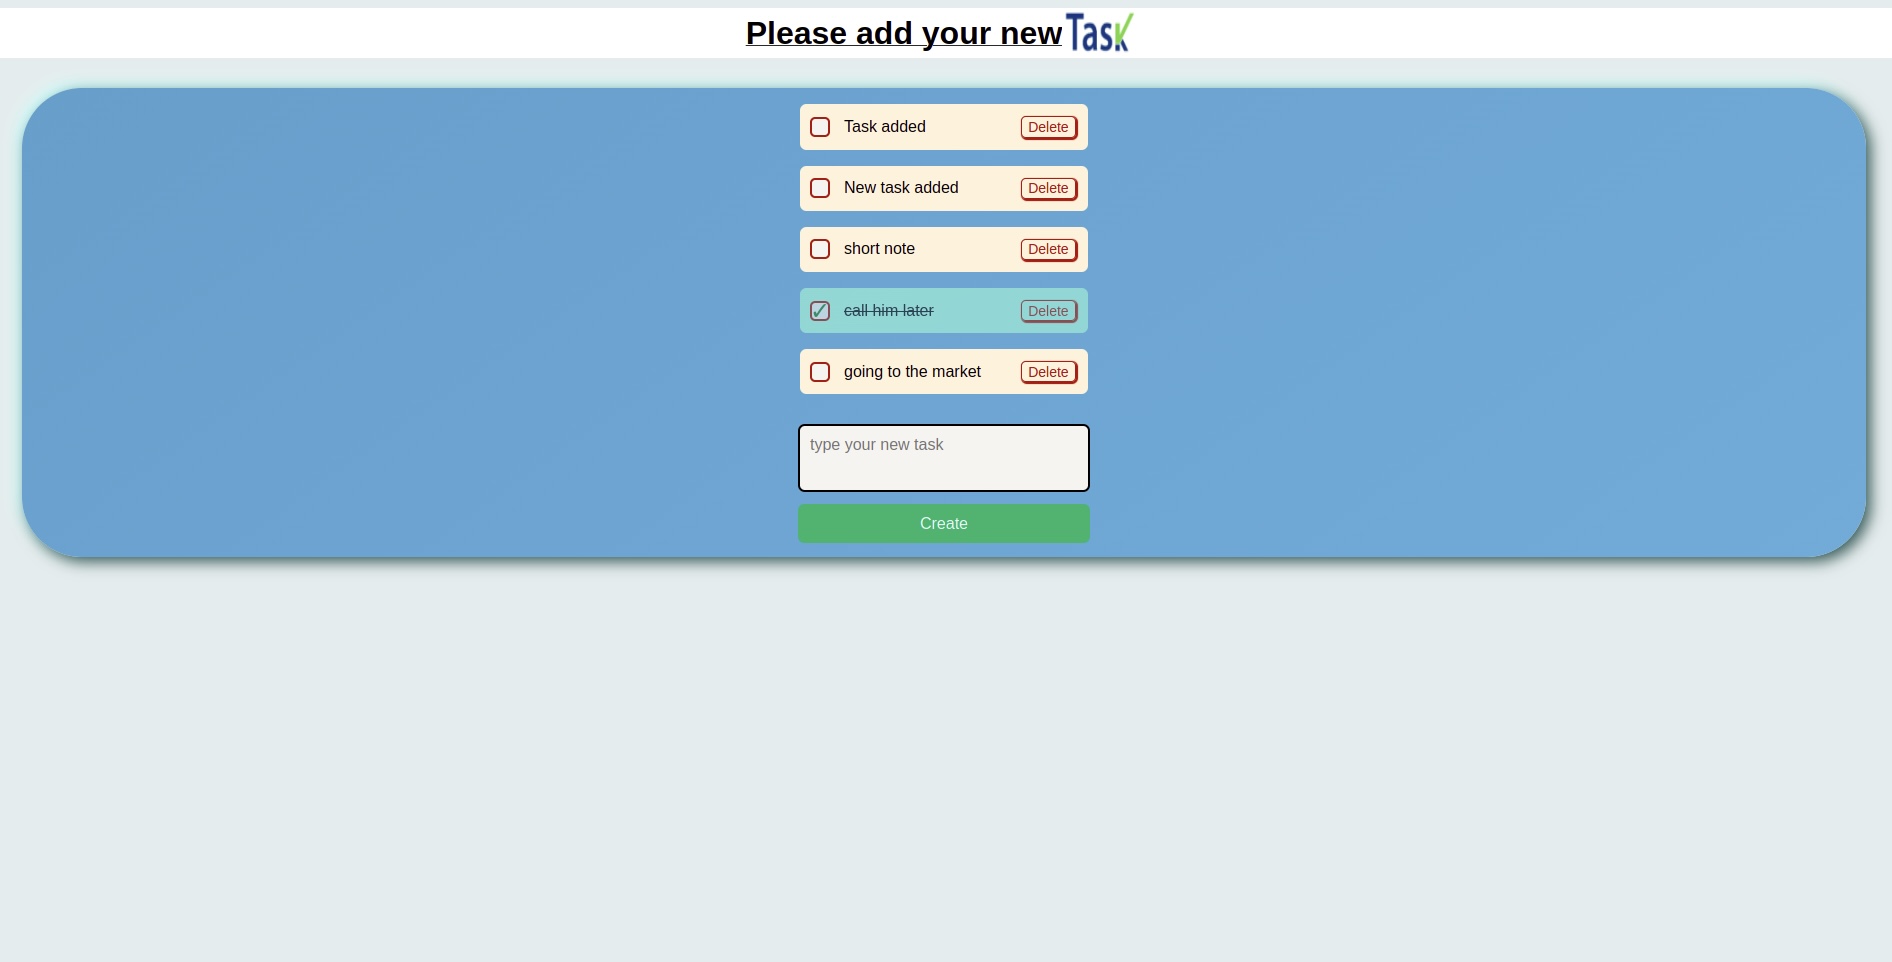 Please add your new Task
Task added Delete
New task added Delete
short note Delete
call him later Delete
going to the market Delete
type your new task
Create